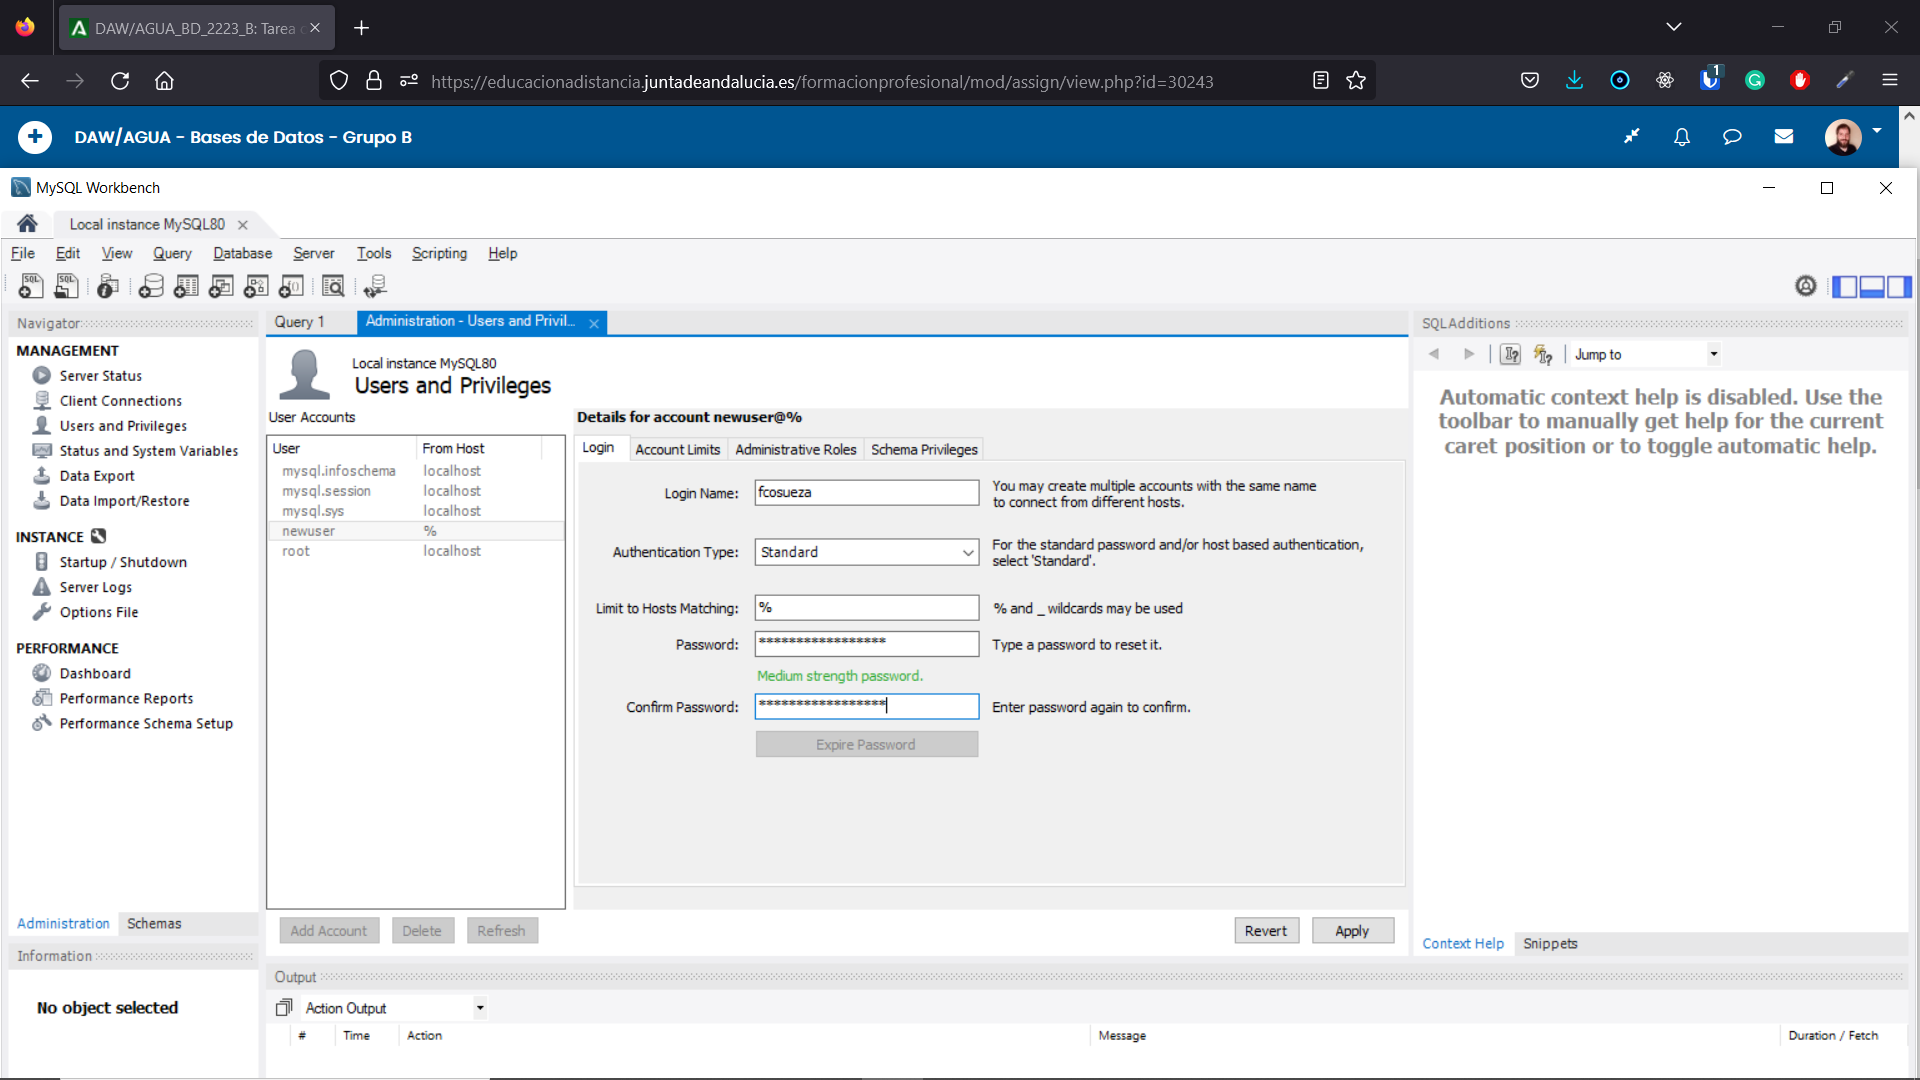 DAW/AGUA_BD_2223_B: Tarea
https://educacionadistancia.juntadeandalucia.es/formacionprofesional/mod/assign/view.php?id=30243
1
DAW/AGUA - Bases de Datos - Grupo B
MySQL Workbench
Local instance MySQL80
File Edit View Query Database Server Tools Scripting Help
Navigator
MANAGEMENT
Server Status
Client Connections
Users and Privileges
Status and System Variables
Data Export
Data Import/Restore
INSTANCE
Startup / Shutdown
Server Logs
Options File
PERFORMANCE
Dashboard
Performance Reports
Performance Schema Setup
Administration Schemas
Information
No object selected
Query 1 Administration - Users and Privil...
Local instance MySQL80
Users and Privileges
User Accounts
User From Host
mysql.infoschema localhost
mysql.session localhost
mysql.sys localhost
newuser %
root localhost
Add Account Delete Refresh
Details for account newuser@%
Login Account Limits Administrative Roles Schema Privileges
Login Name: fcosueza You may create multiple accounts with the same name
to connect from different hosts.
Authentication Type: Standard For the standard password and/or host based authentication,
select 'Standard'.
Limit to Hosts Matching: % % and _ wildcards may be used
Password: ***************** Type a password to reset it.
Medium strength password.
Confirm Password: ***************** Enter password again to confirm.
Expire Password
Revert Apply
SQLAdditions
Jump to
Automatic context help is disabled. Use the
toolbar to manually get help for the current
caret position or to toggle automatic help.
Context Help Snippets
Output
Action Output
# Time Action Message Duration / Fetch